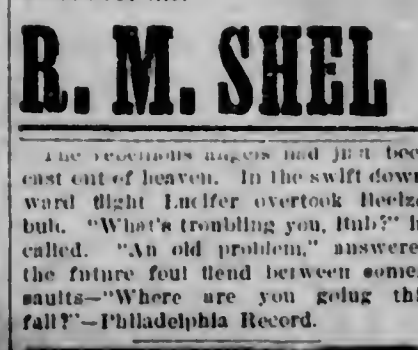 R. M. SHEL
The rebellious angels had just bee
cast out of heaven. In the swift down
ward flight Lucifer overtook Beelze
bub. "What's troubling you, Bub?" h
called. "An old problem," answere
the future foul fiend between somer
saults—"Where are you going thi
fall?"—Philadelphia Record.